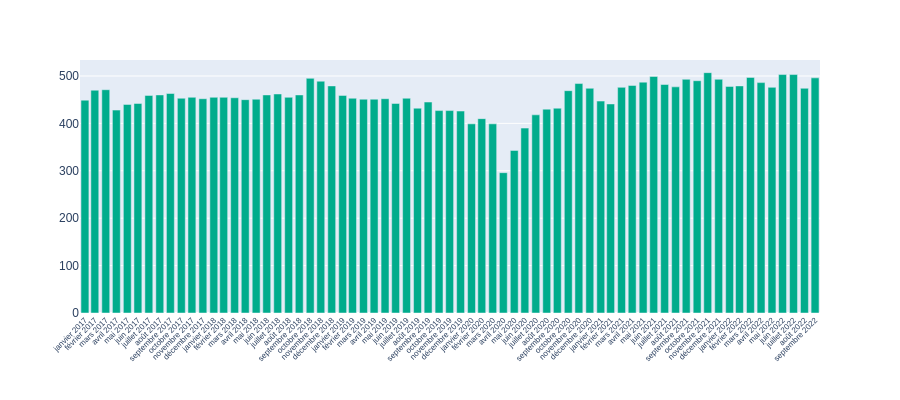 500
400
300
200
100
0
janvier 2017
février 2017
mars 2017
avril 2017
mai 2017
juin 2017
juillet 2017
août 2017
septembre 2017
octobre 2017
novembre 2017
décembre 2017
janvier 2018
février 2018
mars 2018
avril 2018
mai 2018
juin 2018
juillet 2018
août 2018
septembre 2018
octobre 2018
novembre 2018
décembre 2018
janvier 2019
février 2019
mars 2019
avril 2019
mai 2019
juin 2019
juillet 2019
août 2019
septembre 2019
octobre 2019
novembre 2019
décembre 2019
janvier 2020
février 2020
mars 2020
avril 2020
mai 2020
juin 2020
juillet 2020
août 2020
septembre 2020
octobre 2020
novembre 2020
décembre 2020
janvier 2021
février 2021
mars 2021
avril 2021
mai 2021
juin 2021
juillet 2021
août 2021
septembre 2021
octobre 2021
novembre 2021
décembre 2021
janvier 2022
février 2022
mars 2022
avril 2022
mai 2022
juin 2022
juillet 2022
août 2022
septembre 2022